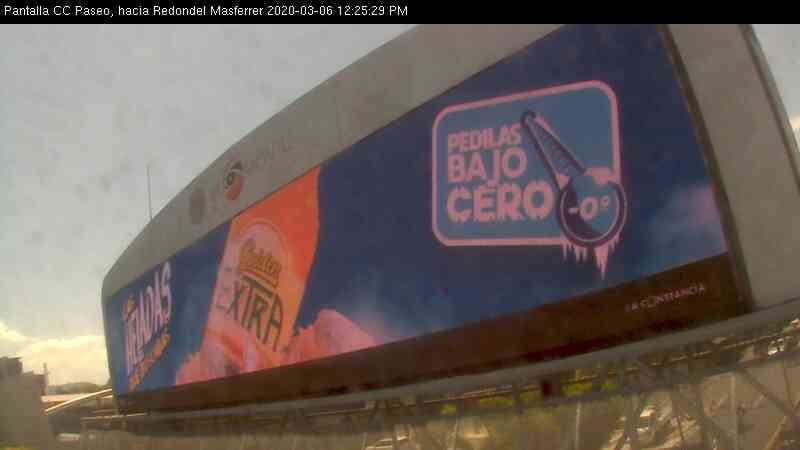 Pantalla CC Paseo, hacia Redondel Masferrer 2020-03-06 12:25:29 PM
PEDILAS
BAJO
CERO
-0°
Golden
EXTRA
HELADAS
LA CONSTANCIA